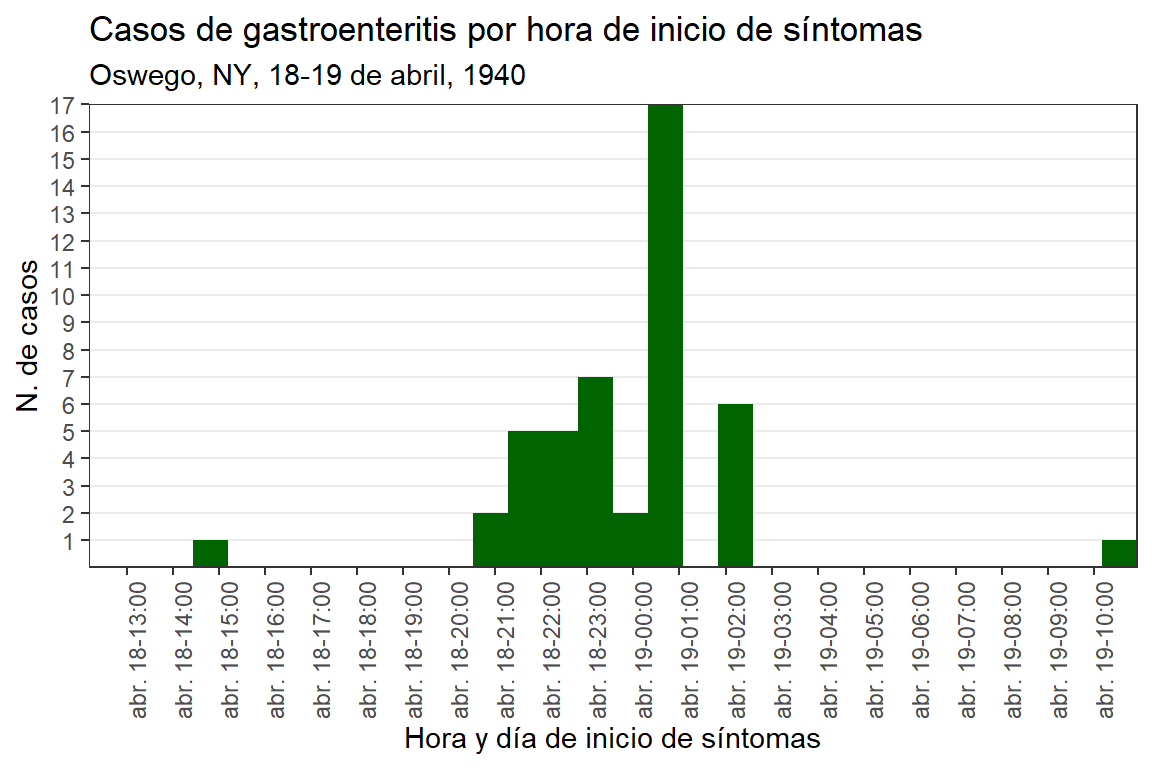 Casos de gastroenteritis por hora de inicio de síntomas
Oswego, NY, 18-19 de abril, 1940
N. de casos
17
16
15
14
13
12
11
10
9
8
7
6
5
4
3
2
1
abr. 18-13:00
abr. 18-14:00
abr. 18-15:00
abr. 18-16:00
abr. 18-17:00
abr. 18-18:00
abr. 18-19:00
abr. 18-20:00
abr. 18-21:00
abr. 18-22:00
abr. 18-23:00
abr. 19-00:00
abr. 19-01:00
abr. 19-02:00
abr. 19-03:00
abr. 19-04:00
abr. 19-05:00
abr. 19-06:00
abr. 19-07:00
abr. 19-08:00
abr. 19-09:00
abr. 19-10:00
Hora y día de inicio de síntomas